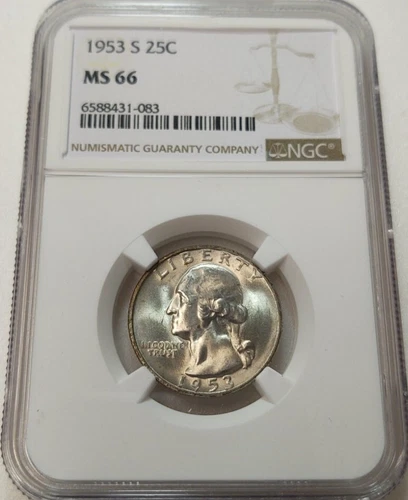 1953 S 25C
MS 66
6588431-083
NUMISMATIC GUARANTY COMPANY NGC
LIBERTY
IN GOD WE
TRUST
1953